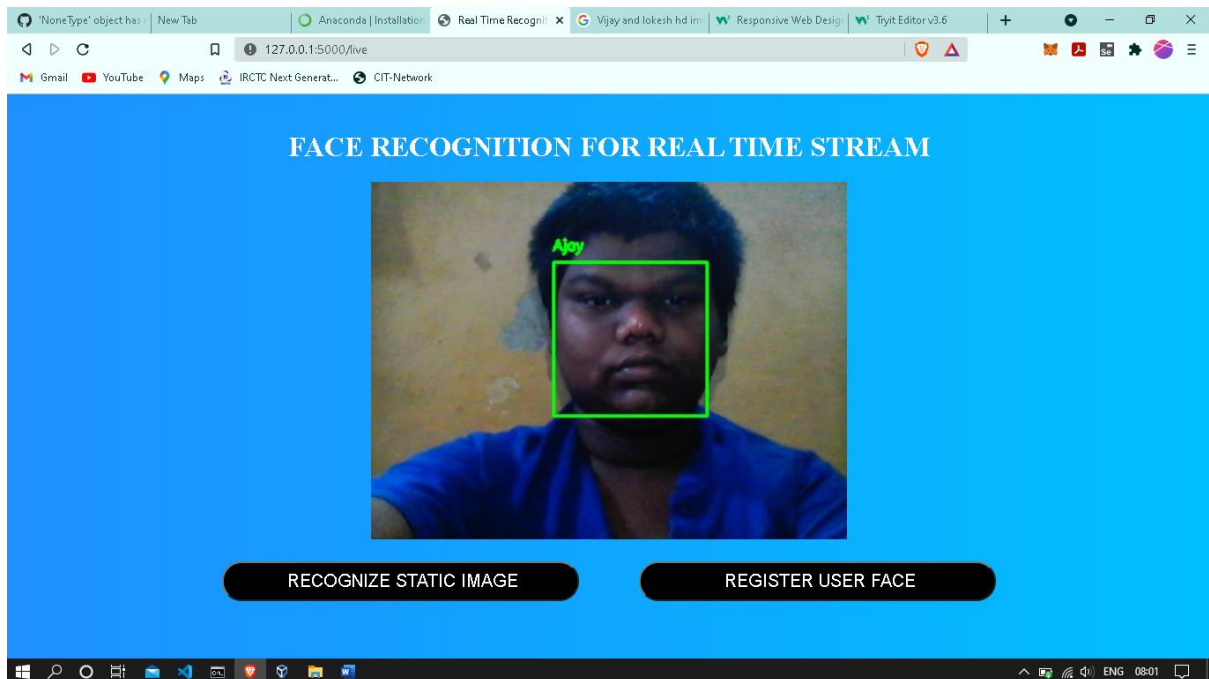 'NoneType' object has
New Tab
Anaconda | Installation
Real Time Recognit
Vijay and lokesh hd im
Responsive Web Desig
Tryit Editor v3.6
127.0.0.1:5000/live
Gmail
YouTube
Maps
IRCTC Next Generat...
CIT-Network
FACE RECOGNITION FOR REAL TIME STREAM
Ajay
RECOGNIZE STATIC IMAGE
REGISTER USER FACE
ENG
08:01